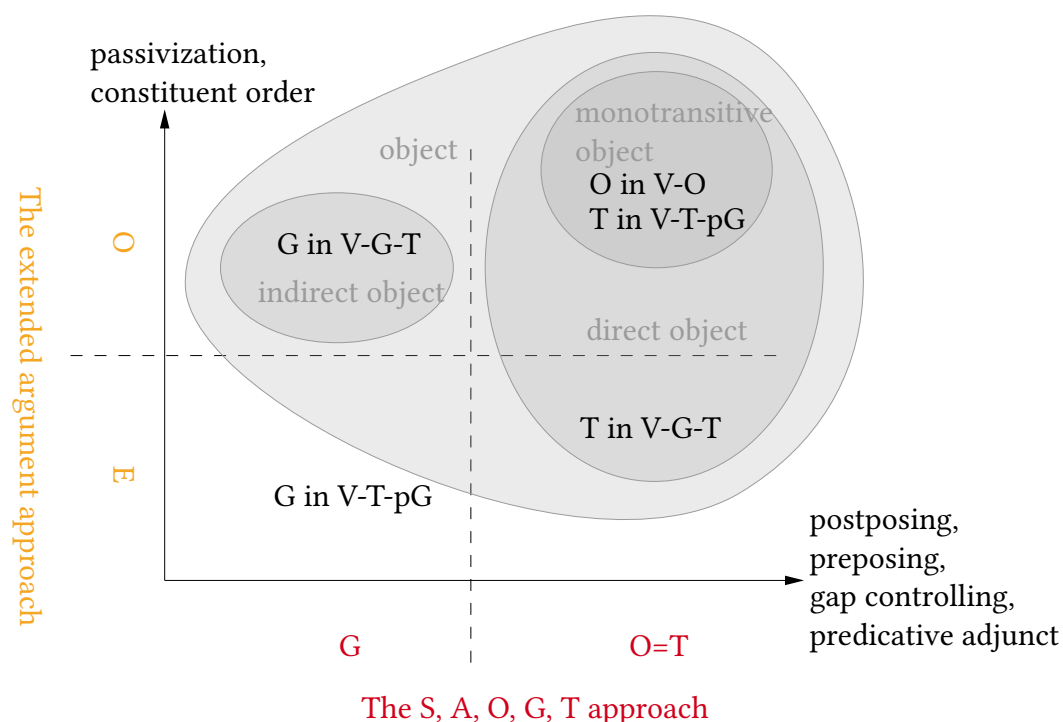 passivization,
constituent order
The extended argument approach
O
E
object
monotransitive
object
O in V-O
T in V-T-pG
G in V-G-T
indirect object
direct object
T in V-G-T
G in V-T-pG
postposing,
preposing,
gap controlling,
predicative adjunct
G
O=T
The S, A, O, G, T approach